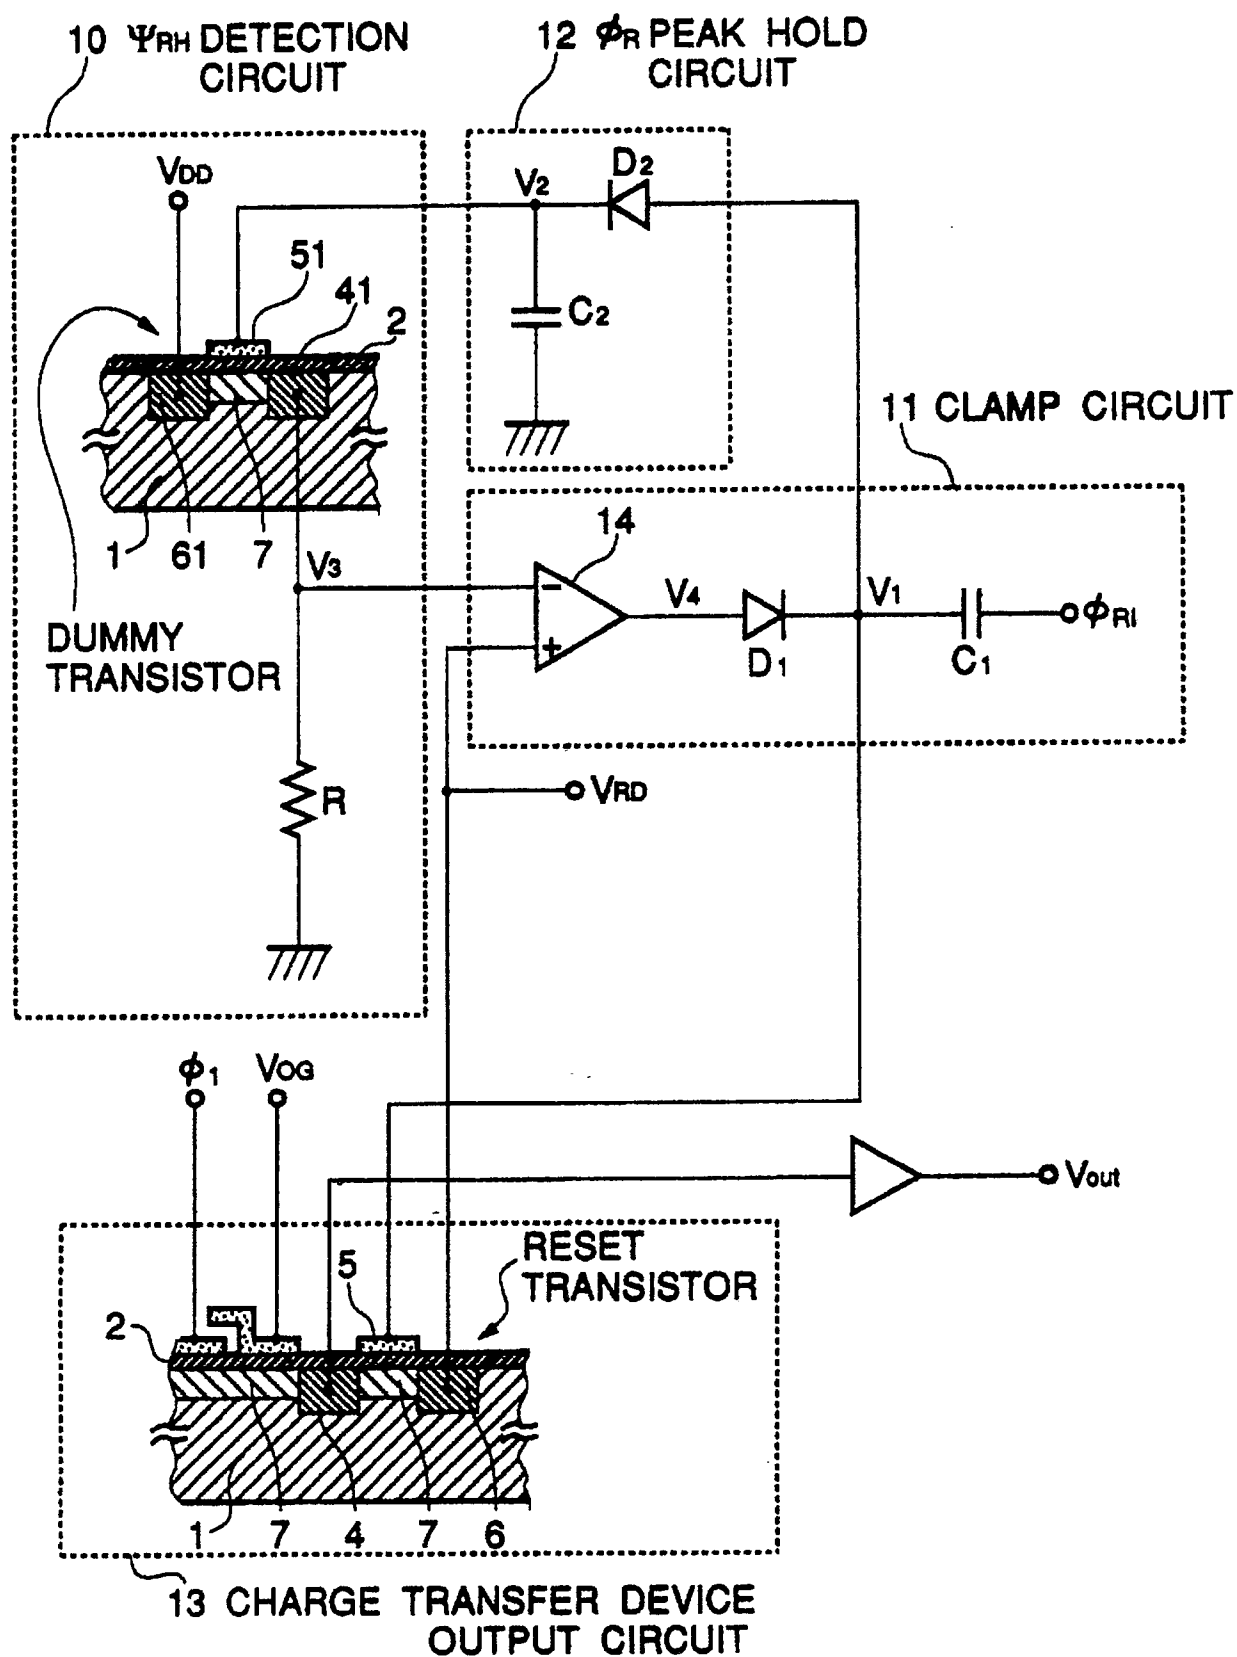 10 ΨRH DETECTION
CIRCUIT
12 ϕR PEAK HOLD
CIRCUIT
VDD
V2
D2
51
41
2
C2
11 CLAMP CIRCUIT
1
61
7
V3
14
−
+
V4
D1
V1
C1
ϕRI
DUMMY
TRANSISTOR
R
VRD
ϕ1
VOG
Vout
5
RESET
TRANSISTOR
2
1
7
4
7
6
13 CHARGE TRANSFER DEVICE
OUTPUT CIRCUIT